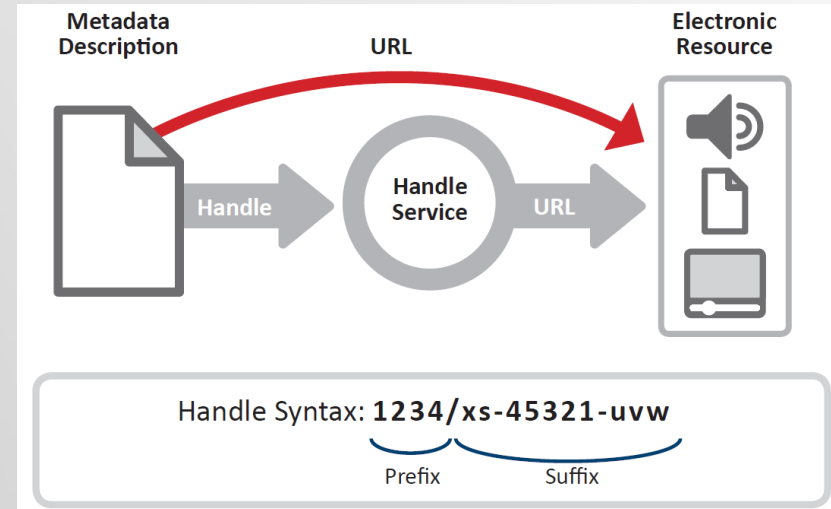 Metadata
Description
URL
Electronic
Resource
Handle
Handle
Service
URL
Handle Syntax: 1234/xs-45321-uvw
Prefix
Suffix